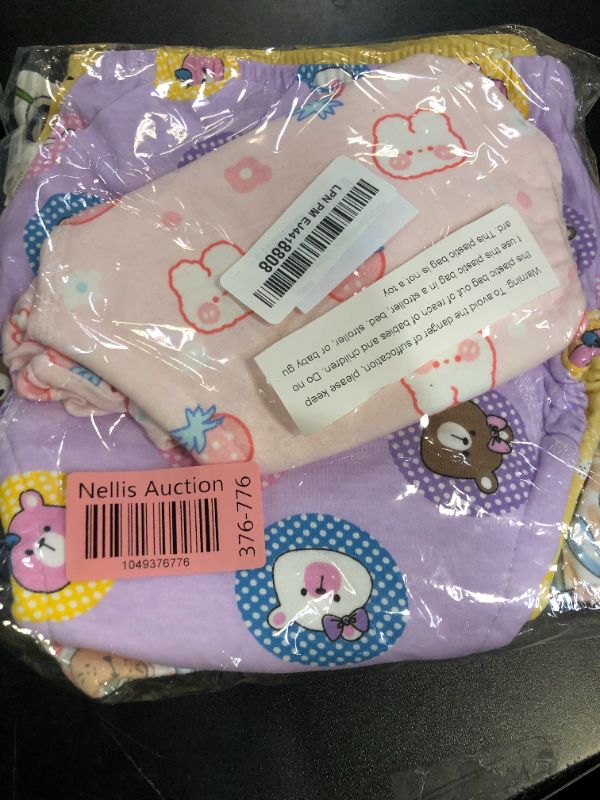 LPN PM EJ4418808
Warning: To avoid the danger of suffocation, please keep
this plastic bag out of reach of babies and children. Do no
t use this plastic bag in a stroller, bed, stroller, or baby gu
ard This plastic bag is not a toy
Nellis Auction
1049376776
376-776